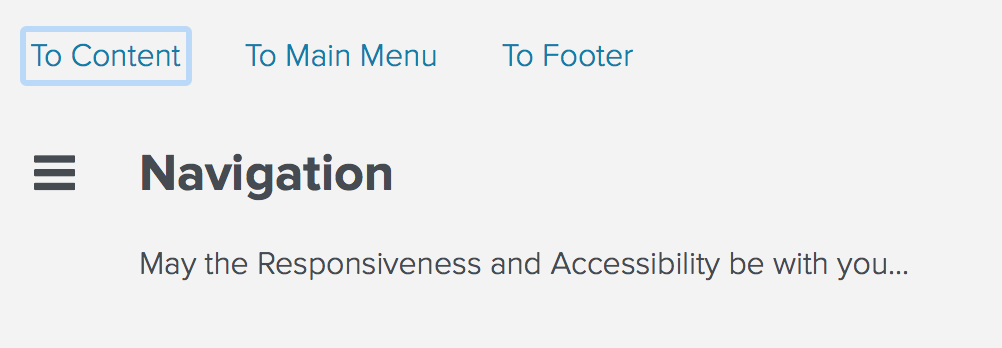 To Content To Main Menu To Footer
Navigation
May the Responsiveness and Accessibility be with you...